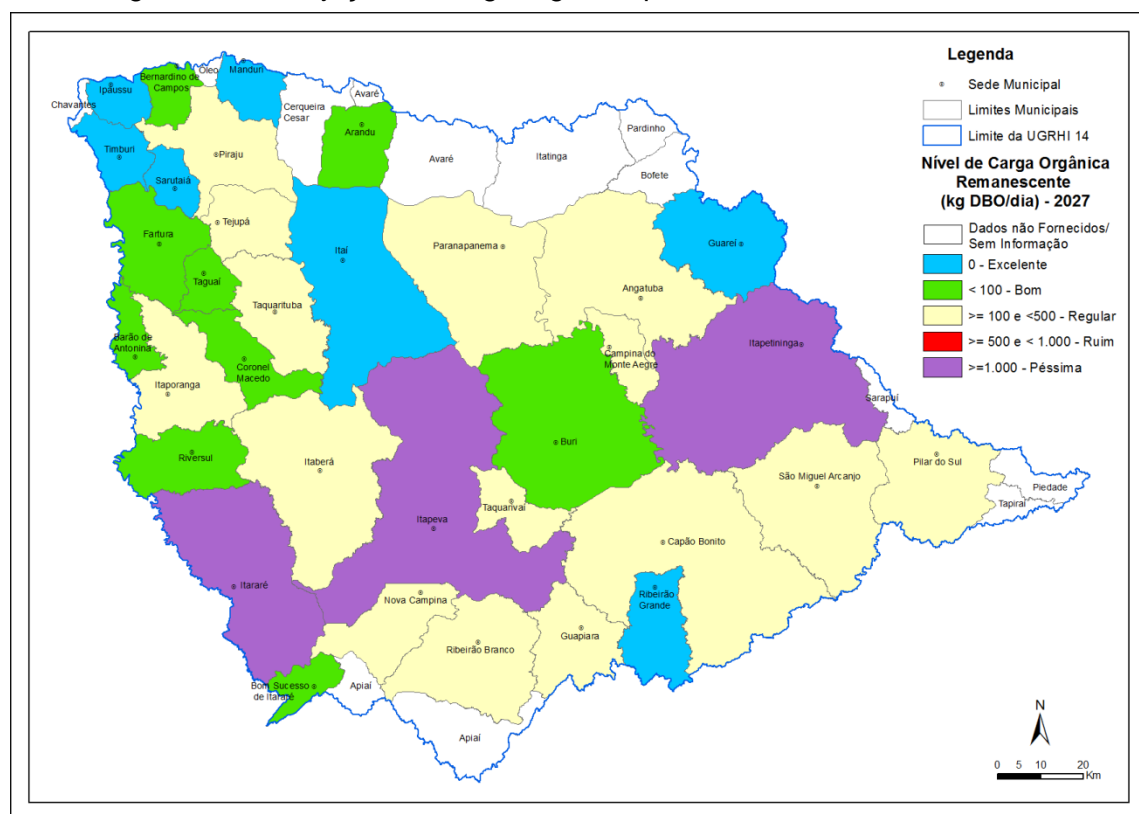 Legenda
Sede Municipal
Limites Municipais
Limite da UGRHI 14
Nível de Carga Orgânica
Remanescente
(kg DBO/dia) - 2027
Dados não Fornecidos/
Sem Informação
0 - Excelente
< 100 - Bom
>= 100 e <500 - Regular
>= 500 e < 1.000 - Ruim
>=1.000 - Péssima
Chavantes
Ipaussu
Bernardino de
Campos
Óleo
Manduri
Cerqueira
Cesar
Avaré
Arandu
Timburi
Sarutaiá
Piraju
Avaré
Itatinga
Pardinho
Bofete
Fartura
Tejupá
Itaí
Paranapanema
Guareí
Taguaí
Taquarituba
Angatuba
Barão de
Antonina
Coronel
Macedo
Campina do
Monte Aegre
Itapetininga
Itaporanga
Sarapuí
Riversul
Itaberá
Buri
São Miguel Arcanjo
Pilar do Sul
Piedade
Tapiraí
Taquarivaí
Itapeva
Capão Bonito
Itararé
Nova Campina
Ribeirão
Grande
Guapiara
Ribeirão Branco
Bom Sucesso
de Itararé
Apiaí
Apiaí
N
0 5 10 20
Km